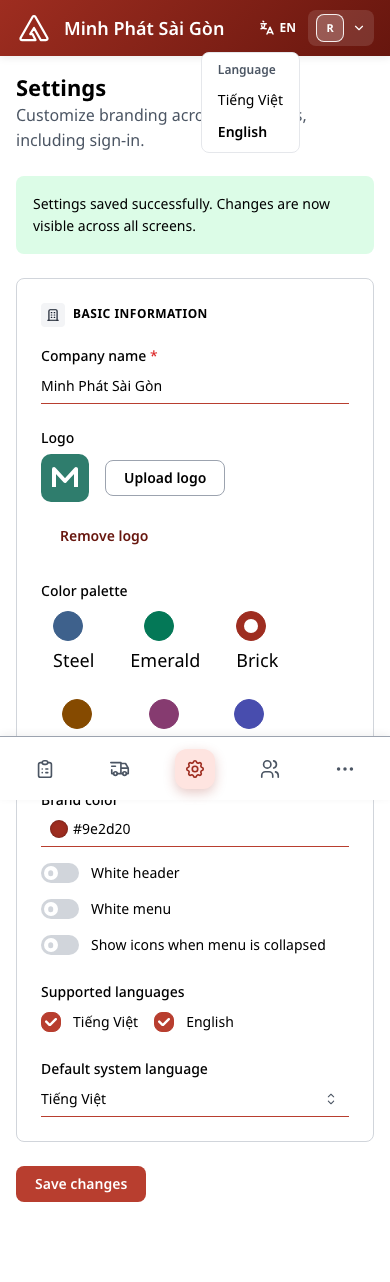 Minh Phát Sài Gòn
EN
R
Language
Tiếng Việt
English
Settings
Customize branding acro
s,
including sign-in.
Settings saved successfully. Changes are now
visible across all screens.
BASIC INFORMATION
Company name *
Minh Phát Sài Gòn
Logo
Upload logo
Remove logo
Color palette
Steel
Emerald
Brick
Brand color
#9e2d20
White header
White menu
Show icons when menu is collapsed
Supported languages
Tiếng Việt
English
Default system language
Tiếng Việt
Save changes